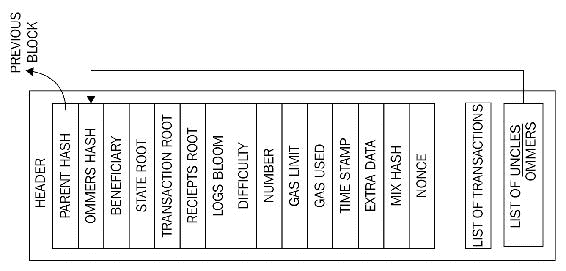 PREVIOUS
BLOCK
HEADER
PARENT HASH
OMMERS HASH
BENEFICIARY
STATE ROOT
TRANSACTION ROOT
RECIEPTS ROOT
LOGS BLOOM
DIFFICULTY
NUMBER
GAS LIMIT
GAS USED
TIME STAMP
EXTRA DATA
MIX HASH
NONCE
LIST OF TRANSACTIONS
LIST OF UNCLES
OMMERS